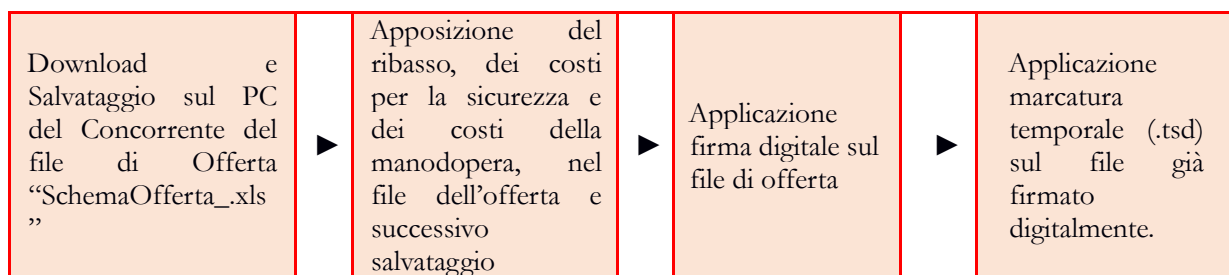 Download e
Salvataggio sul PC
del Concorrente del
file di Offerta
“SchemaOfferta_.xls
”
►
Apposizione del
ribasso, dei costi
per la sicurezza e
dei costi della
manodopera, nel
file dell’offerta e
successivo
salvataggio
►
Applicazione
firma digitale sul
file di offerta
►
Applicazione
marcatura
temporale (.tsd)
sul file già
firmato
digitalmente.